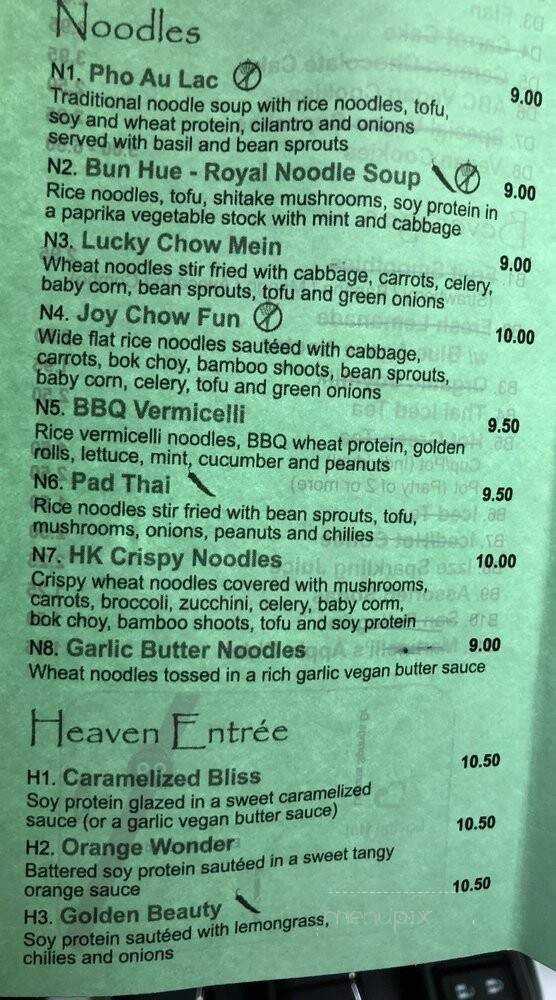 Noodles
N1. Pho Au Lac 9.00
Traditional noodle soup with rice noodles, tofu,
soy and wheat protein, cilantro and onions
served with basil and bean sprouts
N2. Bun Hue - Royal Noodle Soup 9.00
Rice noodles, tofu, shitake mushrooms, soy protein in
a paprika vegetable stock with mint and cabbage
N3. Lucky Chow Mein 9.00
Wheat noodles stir fried with cabbage, carrots, celery,
baby corn, bean sprouts, tofu and green onions
N4. Joy Chow Fun 10.00
Wide flat rice noodles sautéed with cabbage,
carrots, bok choy, bamboo shoots, bean sprouts,
baby corn, celery, tofu and green onions
N5. BBQ Vermicelli 9.50
Rice vermicelli noodles, BBQ wheat protein, golden
rolls, lettuce, mint, cucumber and peanuts
N6. Pad Thai 9.50
Rice noodles stir fried with bean sprouts, tofu,
mushrooms, onions, peanuts and chilies
N7. HK Crispy Noodles 10.00
Crispy wheat noodles covered with mushrooms,
carrots, broccoli, zucchini, celery, baby corm,
bok choy, bamboo shoots, tofu and soy protein
N8. Garlic Butter Noodles 9.00
Wheat noodles tossed in a rich garlic vegan butter sauce
Heaven Entrée
H1. Caramelized Bliss 10.50
Soy protein glazed in a sweet caramelized
sauce (or a garlic vegan butter sauce)
H2. Orange Wonder 10.50
Battered soy protein sautéed in a sweet tangy
orange sauce
H3. Golden Beauty 10.50
Soy protein sautéed with lemongrass,
chilies and onions
menupix